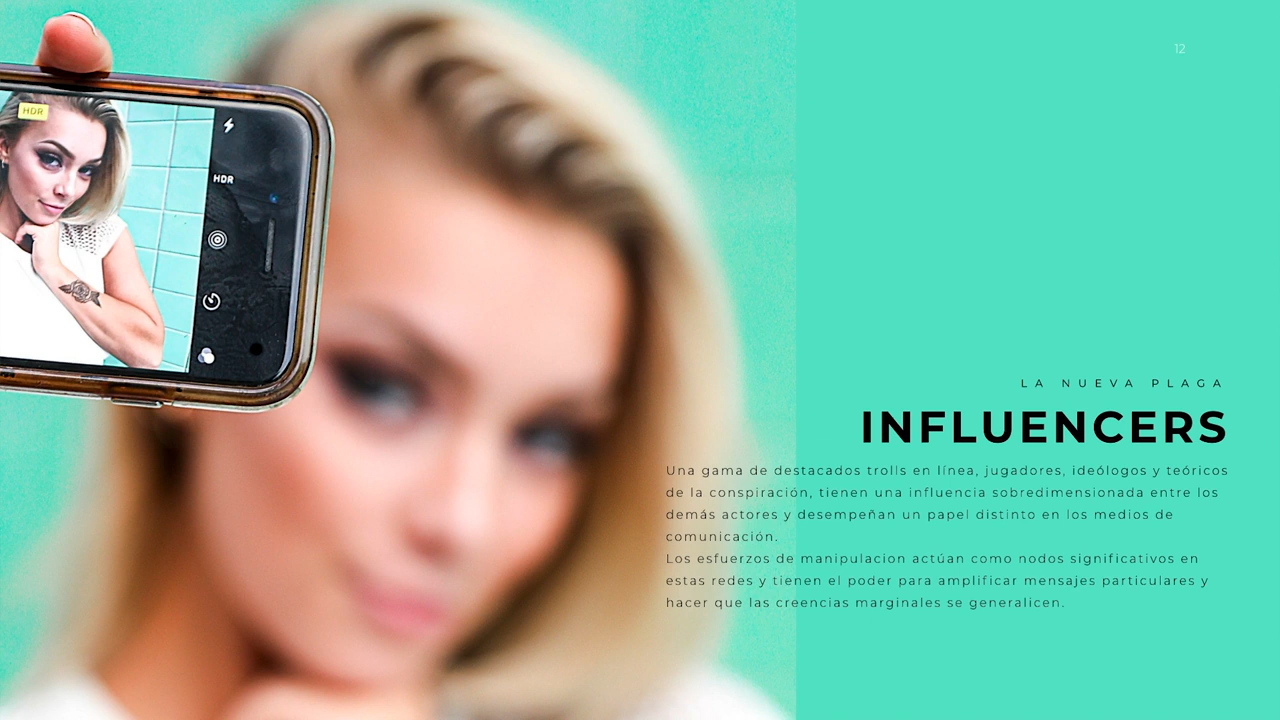 12
HDR
HDR
LA NUEVA PLAGA
INFLUENCERS
Una gama de destacados trolls en línea, jugadores, ideólogos y teóricos
de la conspiración, tienen una influencia sobredimensionada entre los
demás actores y desempeñan un papel distinto en los medios de
comunicación.
Los esfuerzos de manipulacion actúan como nodos significativos en
estas redes y tienen el poder para amplificar mensajes particulares y
hacer que las creencias marginales se generalicen.